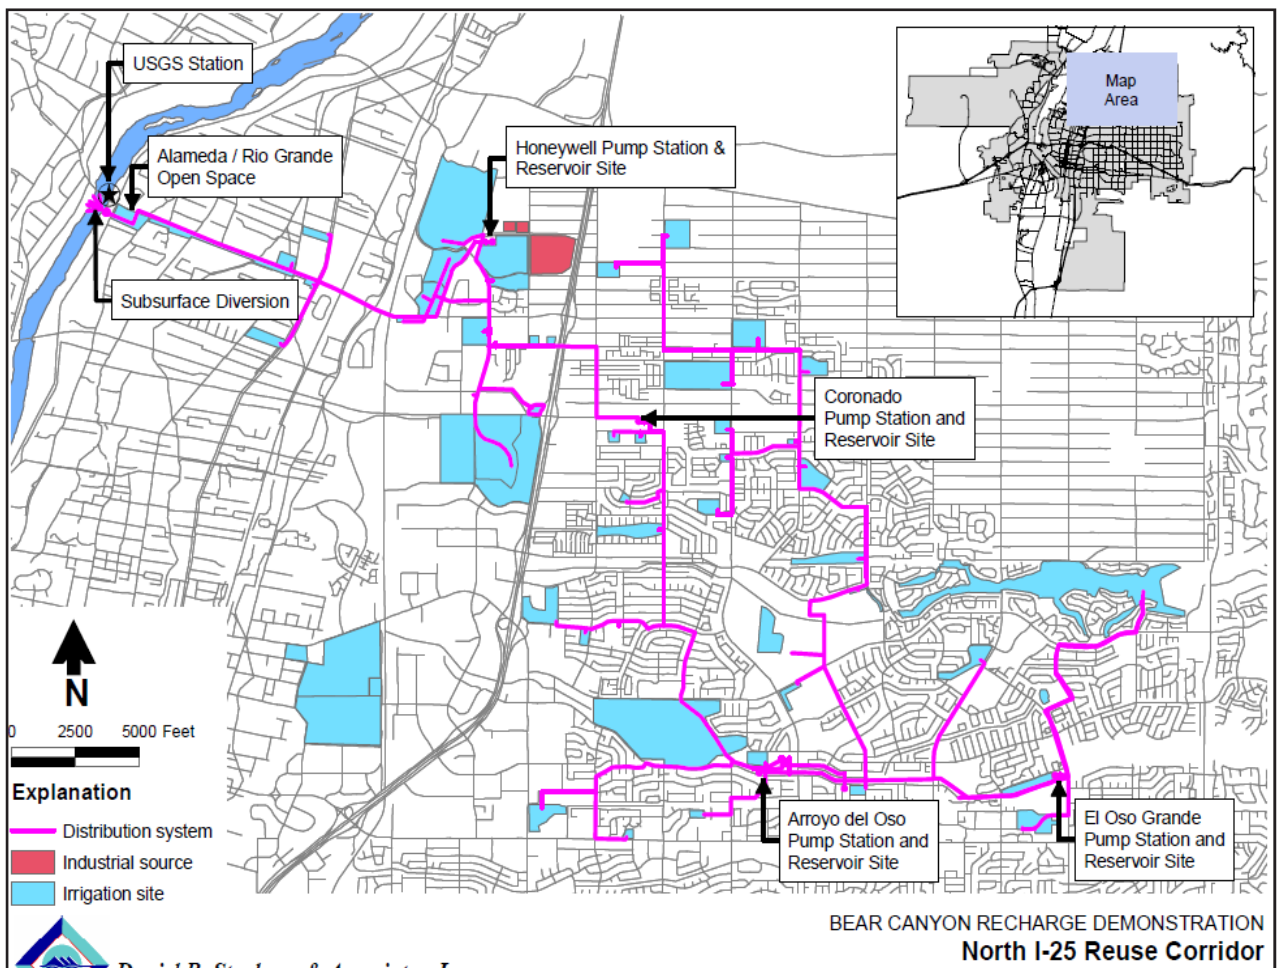 USGS Station
Alameda / Rio Grande
Open Space
Subsurface Diversion
Honeywell Pump Station &
Reservoir Site
Map
Area
Coronado
Pump Station and
Reservoir Site
N
0 2500 5000 Feet
Explanation
Distribution system
Industrial source
Irrigation site
Arroyo del Oso
Pump Station and
Reservoir Site
El Oso Grande
Pump Station and
Reservoir Site
BEAR CANYON RECHARGE DEMONSTRATION
North I-25 Reuse Corridor